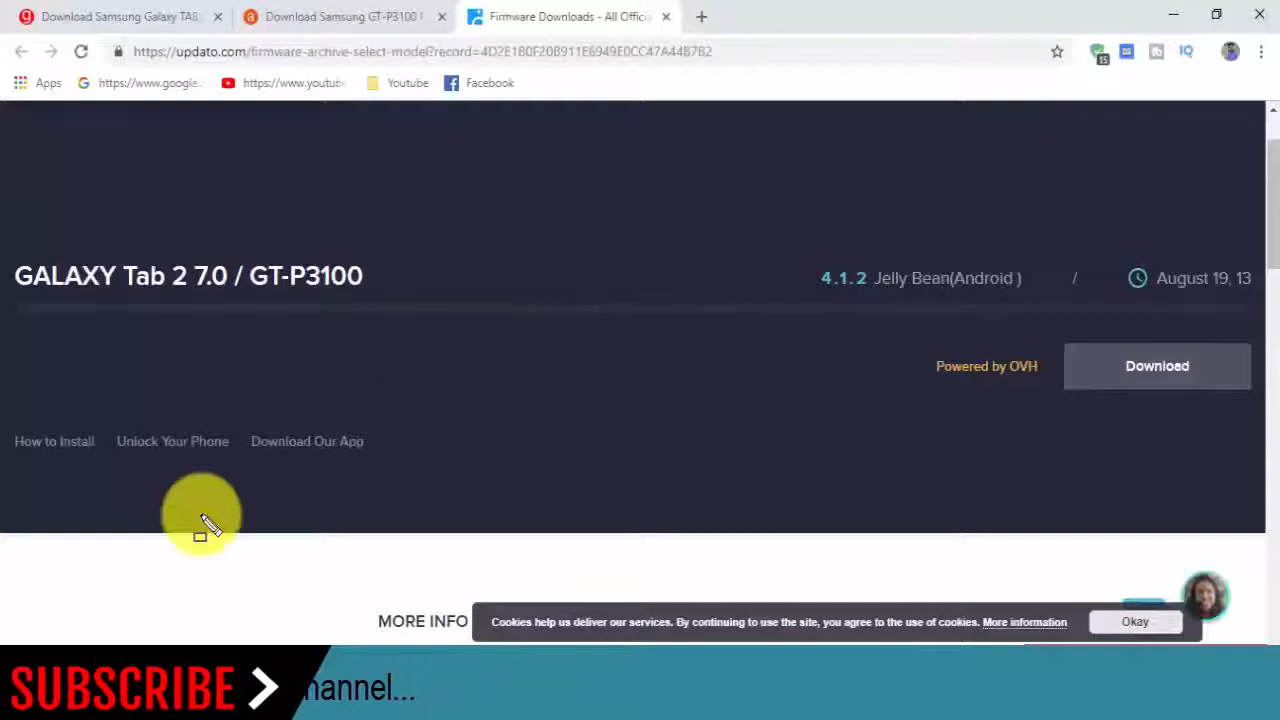 Download Samsung Galaxy TAB
Download Samsung GT-P3100 F
Firmware Downloads - All Offici
https://updato.com/firmware-archive-select-model?record=4D2E1B0F20B911E6949E0CC47A44B7B2
Apps
https://www.google.
https://www.youtub
Youtube
Facebook
15
GALAXY Tab 2 7.0 / GT-P3100
4.1.2 Jelly Bean(Android ) / August 19, 13
Powered by OVH
Download
How to Install
Unlock Your Phone
Download Our App
MORE INFO
Cookies help us deliver our services. By continuing to use the site, you agree to the use of cookies. More information
Okay
SUBSCRIBE
hannel...